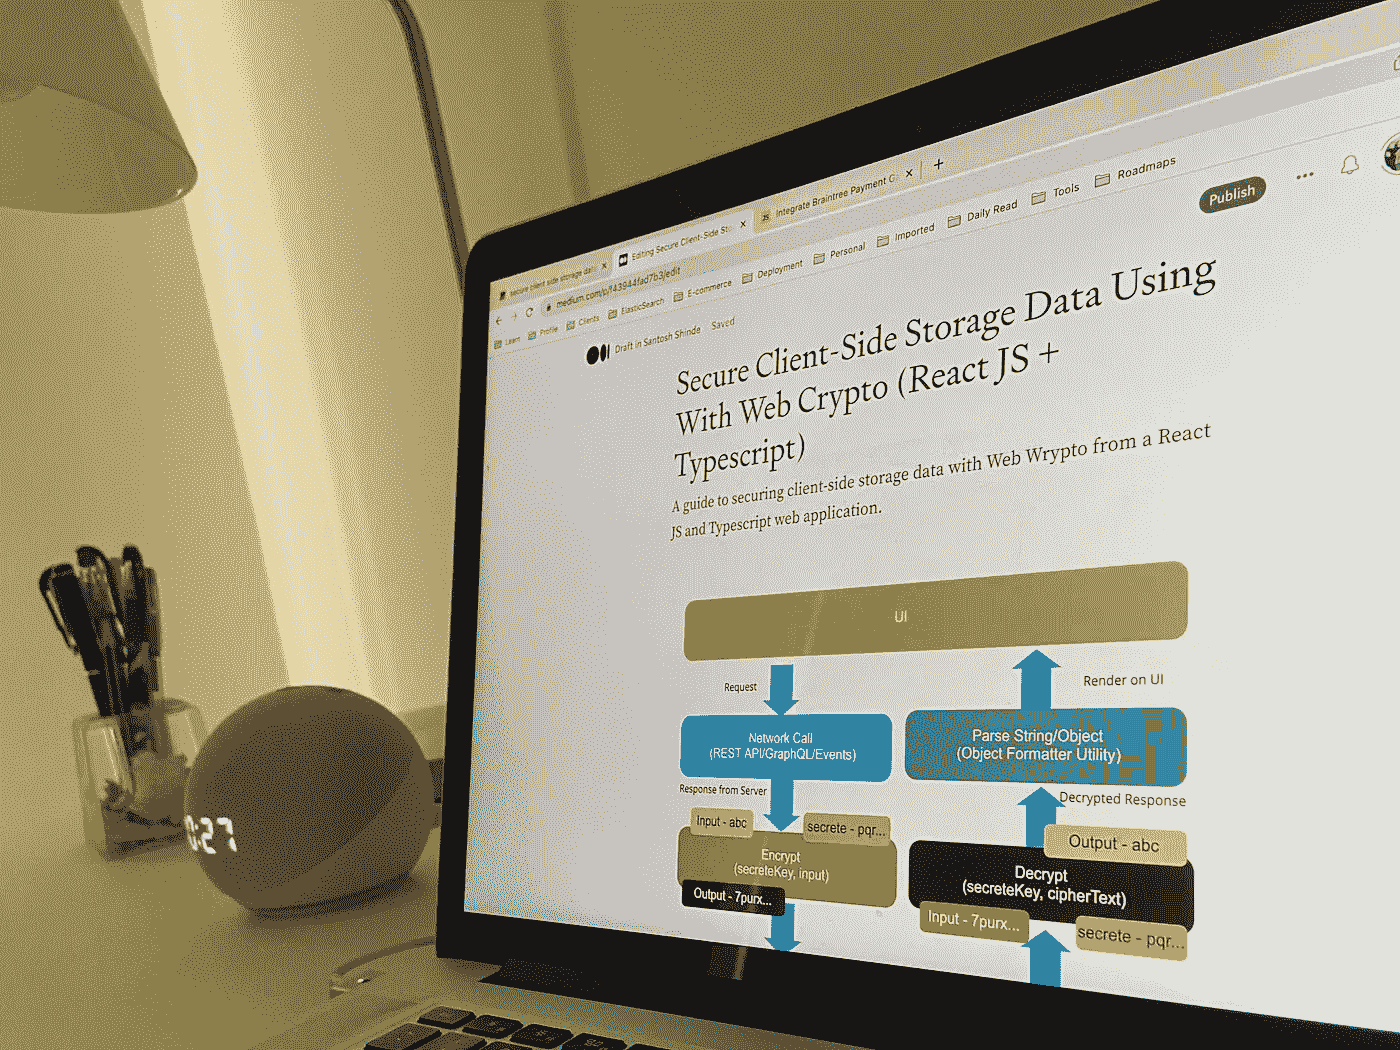 secure client side storage dat
Editing Secure Client-Side St
Integrate Braintree Payment G
medium.com/p/f43944fad7b3/edit
Learn
Profile
Clients
ElasticSearch
E-commerce
Deployment
Personal
Imported
Daily Read
Tools
Roadmaps
Draft in Santosh Shinde Saved
Publish
Secure Client-Side Storage Data Using
With Web Crypto (React JS +
Typescript)
A guide to securing client-side storage data with Web Wrypto from a React
JS and Typescript web application.
UI
Request
Render on UI
Network Call
(REST API/GraphQL/Events)
Parse String/Object
(Object Formatter Utility)
Response from Server
Decrypted Response
Input - abc
secrete - pqr...
Output - abc
Encrypt
(secreteKey, input)
Decrypt
(secreteKey, cipherText)
Output - 7purx...
Input - 7purx...
secrete - pqr...
:27